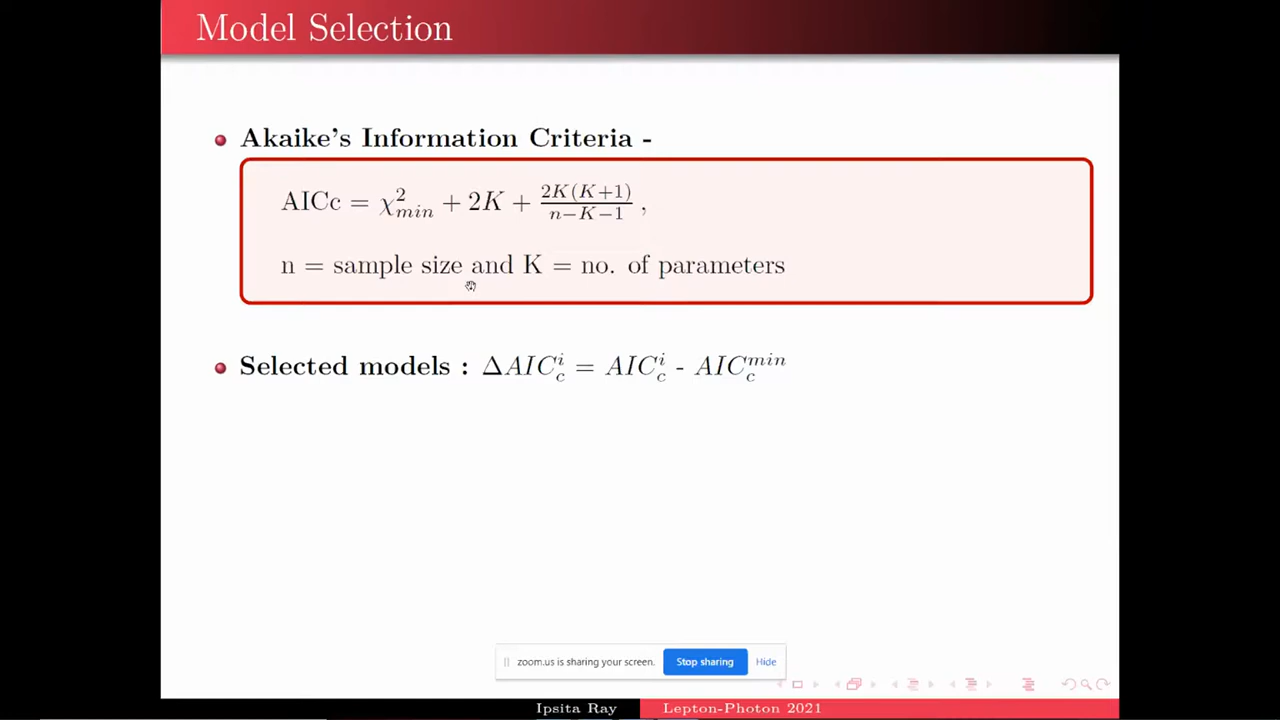 Model Selection
Akaike's Information Criteria -
AICc = χ²_min + 2K + 2K(K+1)/(n−K−1) ,
n = sample size and K = no. of parameters
Selected models : ΔAIC_c^i = AIC_c^i - AIC_c^min
zoom.us is sharing your screen. Stop sharing Hide
Ipsita Ray Lepton-Photon 2021